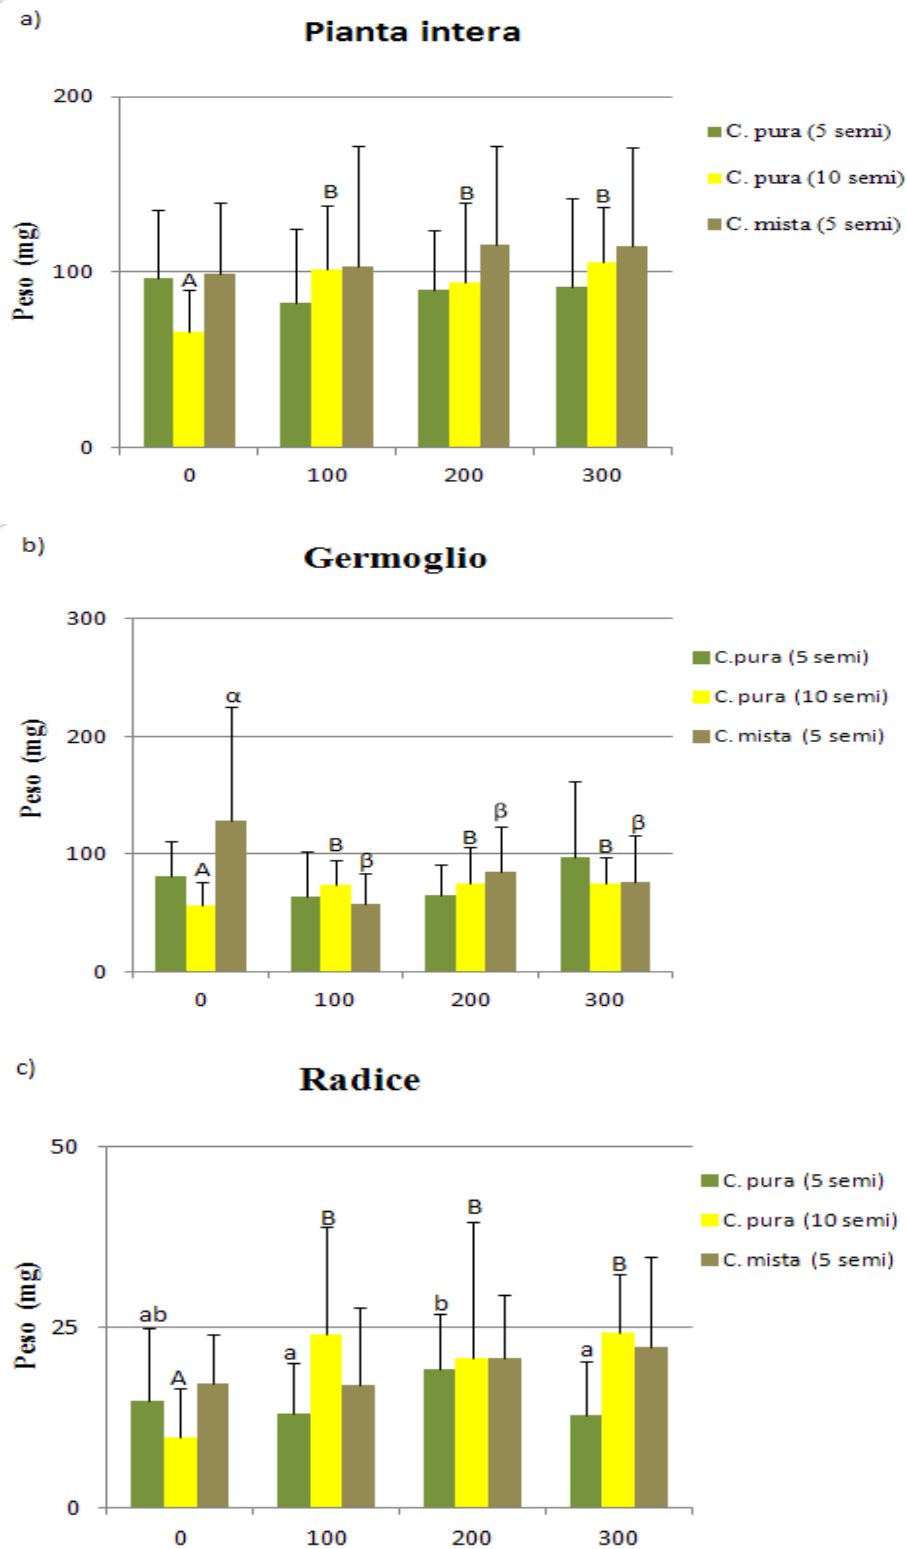 a)
Pianta intera
200
100
0
Peso (mg)
A
B
B
B
0 100 200 300
C. pura (5 semi)
C. pura (10 semi)
C. mista (5 semi)
b)
Germoglio
300
200
100
0
Peso (mg)
A
α
B
β
B
β
B
β
0 100 200 300
C.pura (5 semi)
C. pura (10 semi)
C. mista (5 semi)
c)
Radice
50
25
0
Peso (mg)
ab
A
a
B
b
B
a
B
0 100 200 300
C. pura (5 semi)
C. pura (10 semi)
C. mista (5 semi)